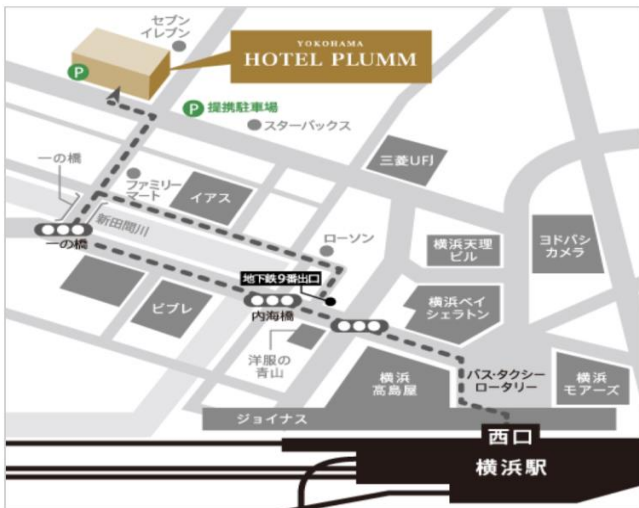 セブン
イレブン
YOKOHAMA
HOTEL PLUMM
P
P 提携駐車場
スターバックス
三菱UFJ
一の橋
ファミリー
マート
イアス
新田間川
一の橋
ローソン
横浜天理
ビル
ヨドバシ
カメラ
地下鉄9番出口
ビブレ
内海橋
横浜ベイ
シェラトン
洋服の
青山
横浜
高島屋
バス・タクシー
ロータリー
横浜
モアーズ
ジョイナス
西口
横浜駅